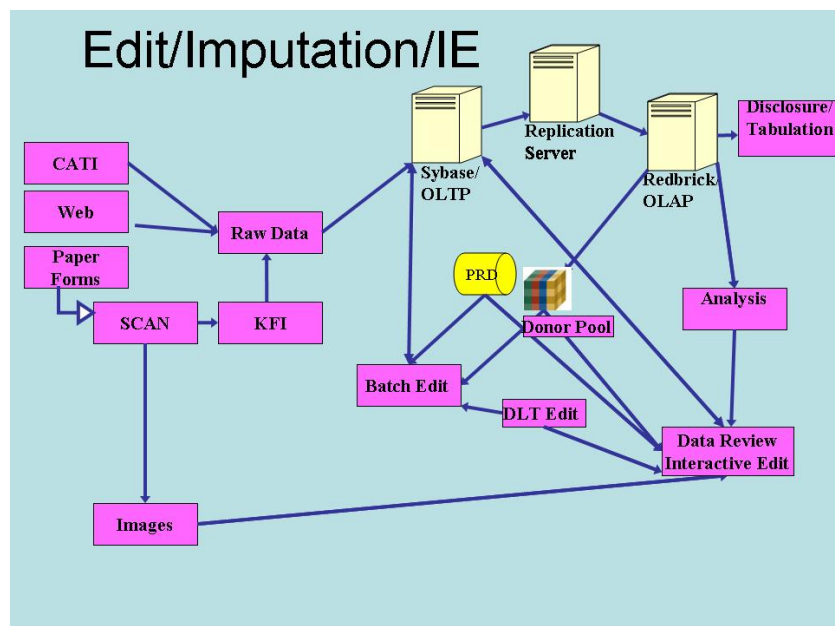 Edit/Imputation/IE
Disclosure/
Tabulation
Replication
Server
CATI
Sybase/
OLTP
Redbrick/
OLAP
Web
Raw Data
Paper
Forms
PRD
Analysis
SCAN
KFI
Donor Pool
Batch Edit
DLT Edit
Data Review
Interactive Edit
Images